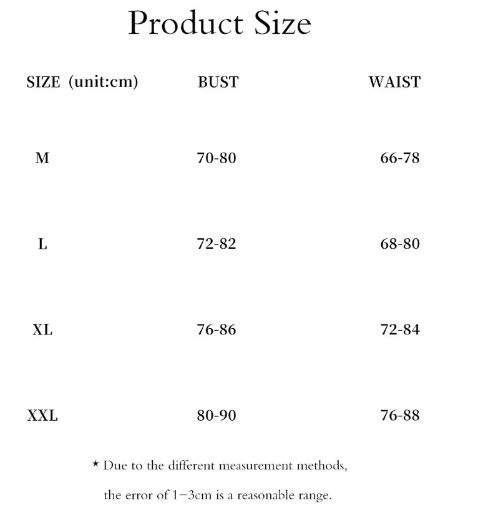 Product Size
SIZE (unit:cm) BUST WAIST
M 70-80 66-78
L 72-82 68-80
XL 76-86 72-84
XXL 80-90 76-88
★ Due to the different measurement methods,
the error of 1-3cm is a reasonable range.